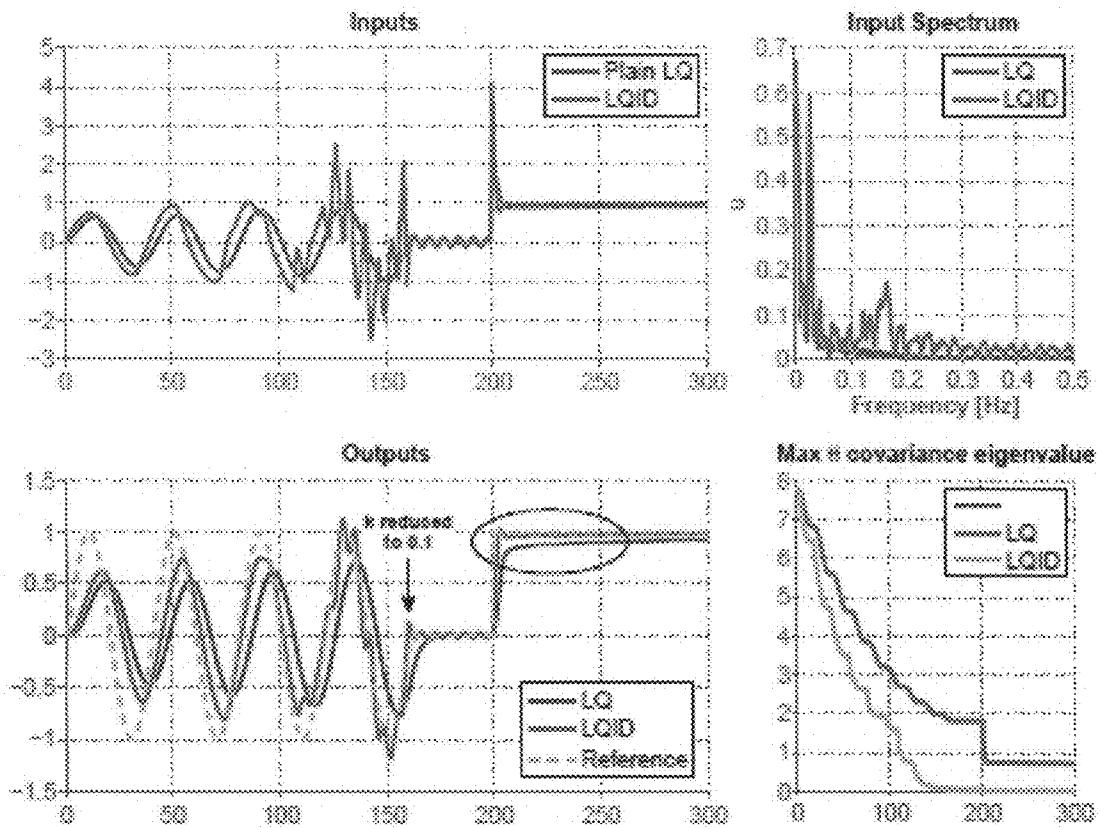 Inputs
5
4
3
2
1
0
-1
-2
-3
0 50 100 150 200 250 300
Plain LQ
LQID
Input Spectrum
0.7
0.6
0.5
0.4
0.3
0.2
0.1
0
0 0.1 0.2 0.3 0.4 0.5
Frequency [Hz]
LQ
LQID
Outputs
1.5
1
0.5
0
-0.5
-1
-1.5
0 50 100 150 200 250 300
k reduced
to 0.1
LQ
LQID
Reference
Max covariance eigenvalue
8
7
6
5
4
3
2
1
0
0 100 200 300
LQ
LQID